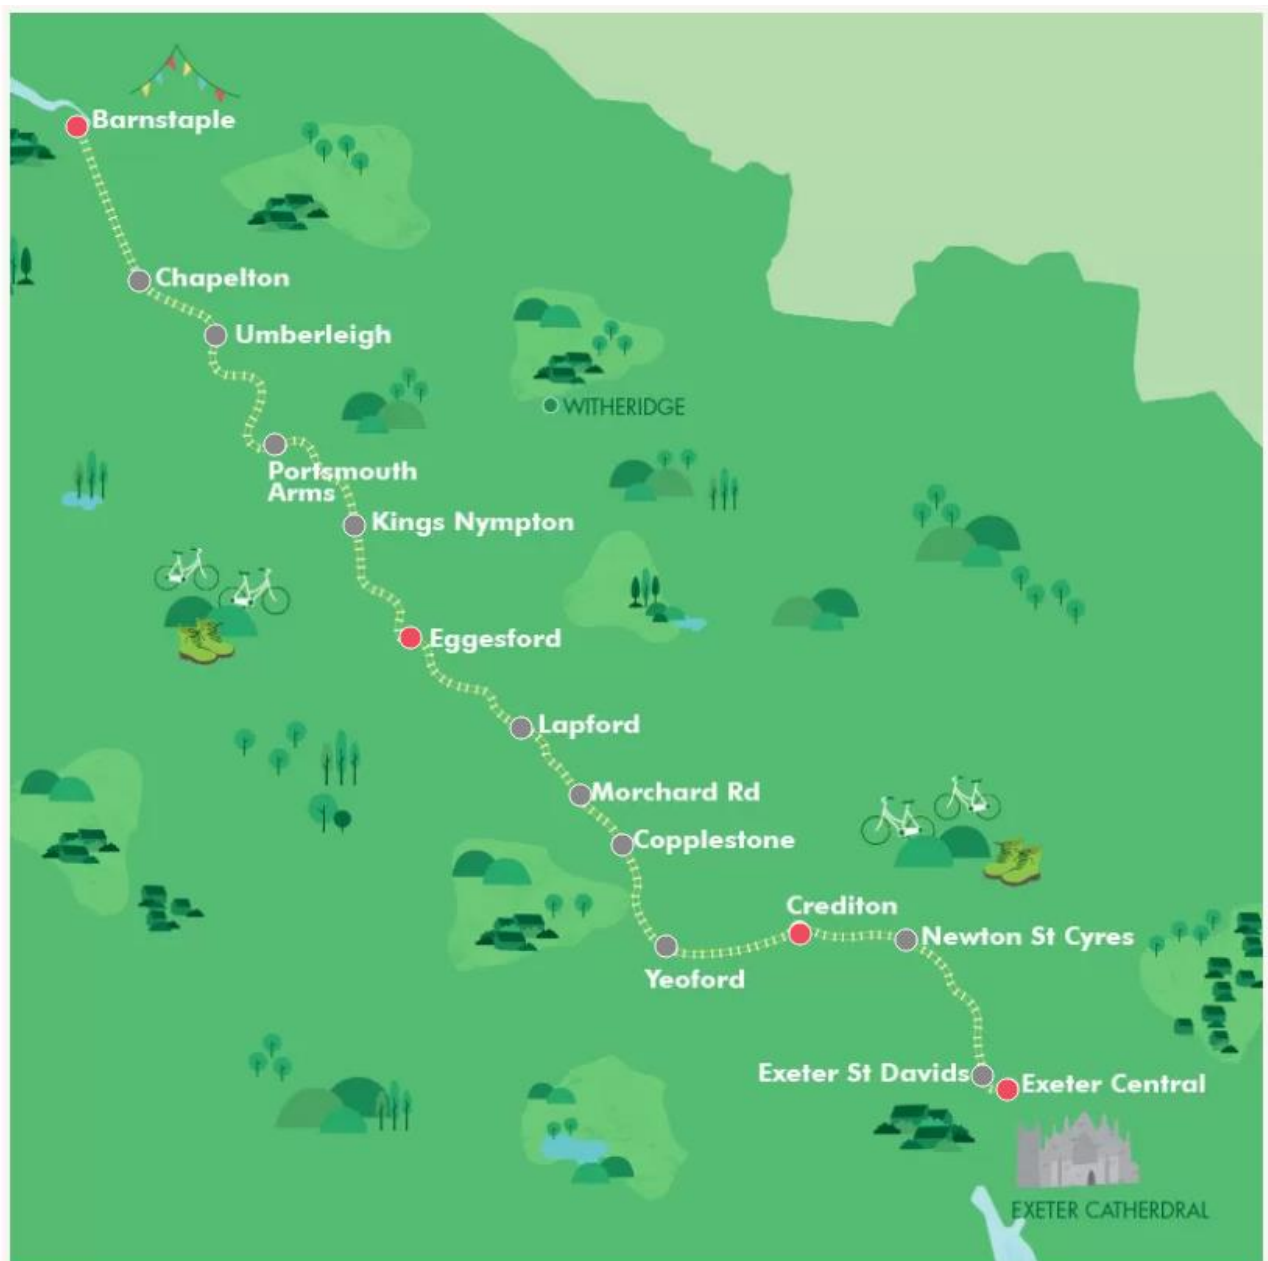 Barnstaple
Chapelton
Umberleigh
WITHERIDGE
Portsmouth
Arms
Kings Nympton
Eggesford
Lapford
Morchard Rd
Copplestone
Crediton
Newton St Cyres
Yeoford
Exeter St Davids
Exeter Central
EXETER CATHERDRAL